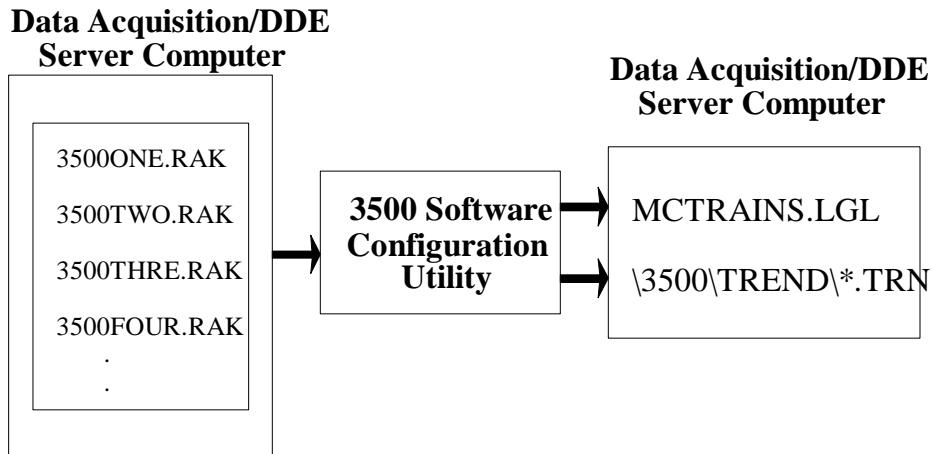 Data Acquisition/DDE
Server Computer
3500ONE.RAK
3500TWO.RAK
3500THRE.RAK
3500FOUR.RAK
.
.
3500 Software
Configuration
Utility
Data Acquisition/DDE
Server Computer
MCTRAINS.LGL
\3500\TREND\*.TRN